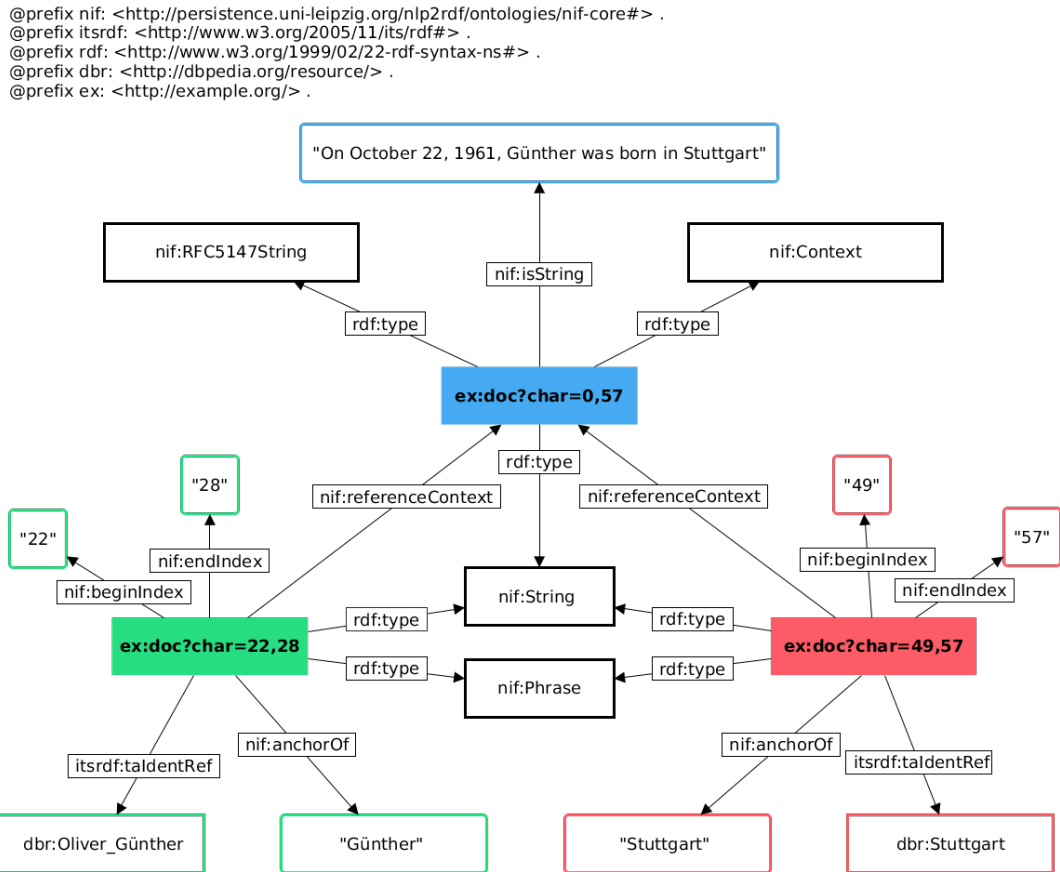 @prefix nif: <http://persistence.uni-leipzig.org/nlp2rdf/ontologies/nif-core#> .
@prefix itsrdf: <http://www.w3.org/2005/11/its/rdf#> .
@prefix rdf: <http://www.w3.org/1999/02/22-rdf-syntax-ns#> .
@prefix dbr: <http://dbpedia.org/resource/> .
@prefix ex: <http://example.org/> .
"On October 22, 1961, Günther was born in Stuttgart"
nif:RFC5147String
nif:Context
nif:isString
rdf:type
rdf:type
ex:doc?char=0,57
rdf:type
"28"
"49"
nif:referenceContext
nif:referenceContext
"22"
"57"
nif:endIndex
nif:beginIndex
nif:beginIndex
nif:endIndex
nif:String
rdf:type
rdf:type
ex:doc?char=22,28
ex:doc?char=49,57
rdf:type
rdf:type
nif:Phrase
nif:anchorOf
nif:anchorOf
itsrdf:taIdentRef
itsrdf:taIdentRef
dbr:Oliver_Günther
"Günther"
"Stuttgart"
dbr:Stuttgart